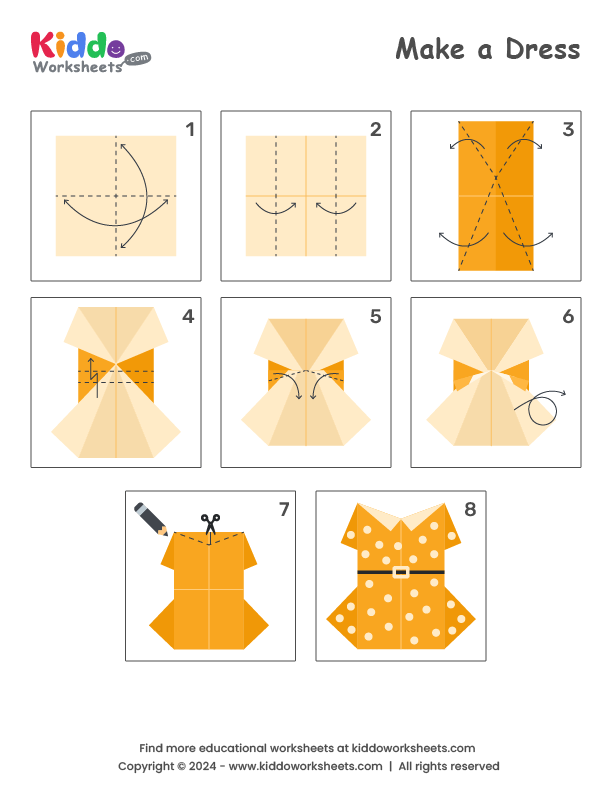 Kiddo
Worksheets
.com
Make a Dress
1
2
3
4
5
6
7
8
Find more educational worksheets at kiddoworksheets.com
Copyright © 2024 - www.kiddoworksheets.com | All rights reserved